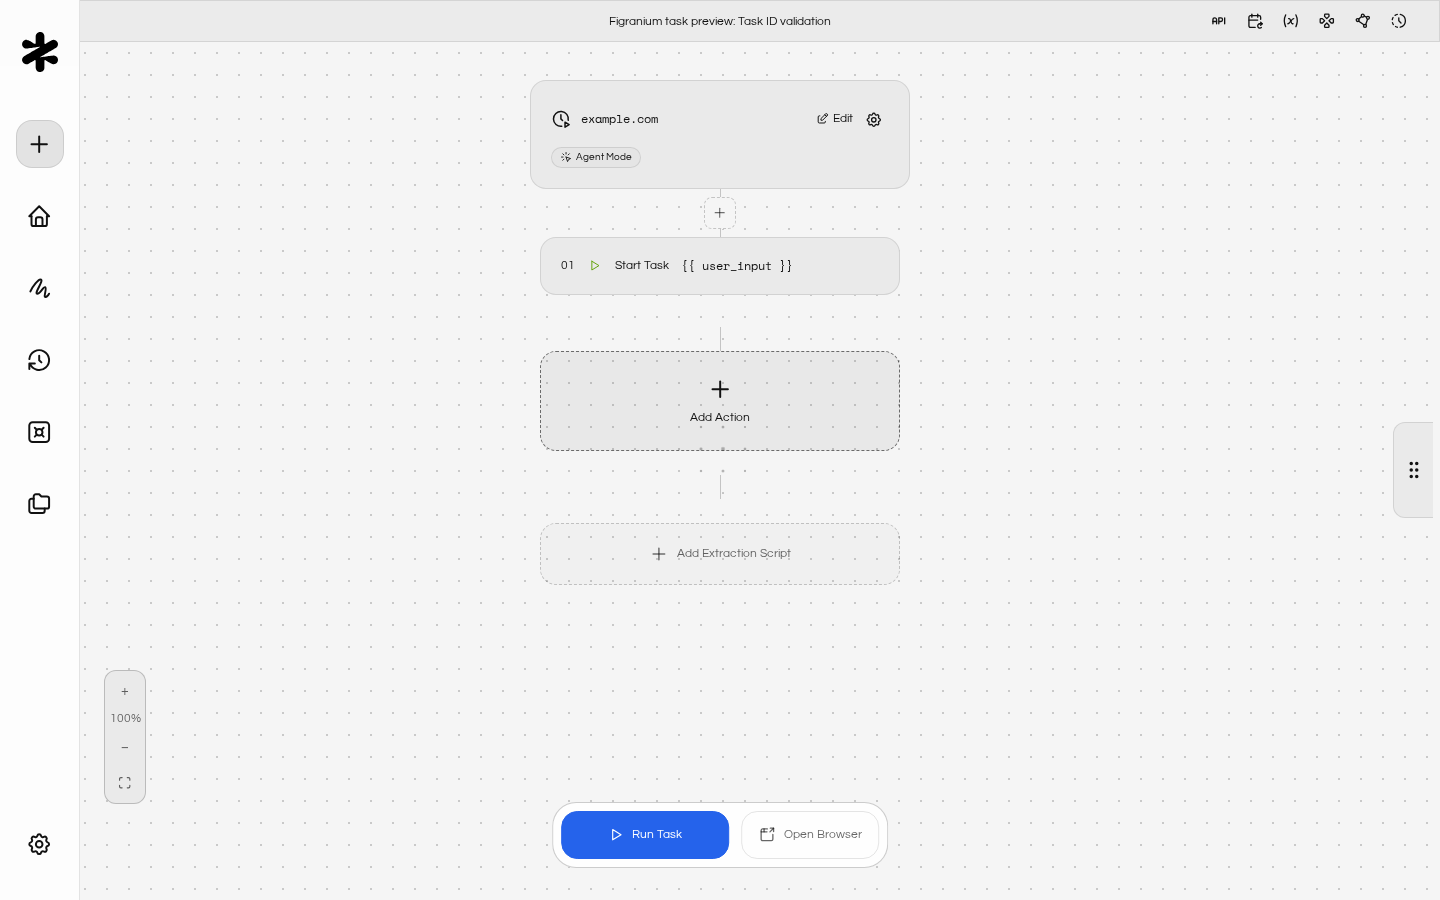 Figranium task preview: Task ID validation
API
(x)
example.com
Edit
Agent Mode
01 Start Task {{ user_input }}
Add Action
Add Extraction Script
+
100%
−
Run Task
Open Browser